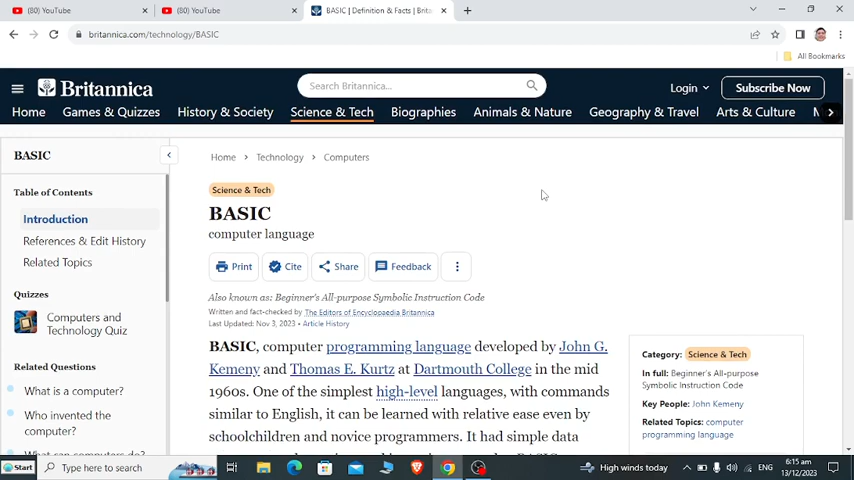 (80) YouTube
(80) YouTube
BASIC | Definition & Facts | Brita
britannica.com/technology/BASIC
All Bookmarks
Britannica
Search Britannica...
Login
Subscribe Now
Home
Games & Quizzes
History & Society
Science & Tech
Biographies
Animals & Nature
Geography & Travel
Arts & Culture
BASIC
Table of Contents
Introduction
References & Edit History
Related Topics
Quizzes
Computers and
Technology Quiz
Related Questions
What is a computer?
Who invented the
computer?
What can computers do?
Home > Technology > Computers
Science & Tech
BASIC
computer language
Print
Cite
Share
Feedback
Also known as: Beginner's All-purpose Symbolic Instruction Code
Written and fact-checked by The Editors of Encyclopaedia Britannica
Last Updated: Nov 3, 2023 • Article History
BASIC, computer programming language developed by John G.
Kemeny and Thomas E. Kurtz at Dartmouth College in the mid
1960s. One of the simplest high-level languages, with commands
similar to English, it can be learned with relative ease even by
schoolchildren and novice programmers. It had simple data
Category: Science & Tech
In full: Beginner's All-purpose
Symbolic Instruction Code
Key People: John Kemeny
Related Topics: computer
programming language
Start
Type here to search
High winds today
ENG
6:15 am
13/12/2023